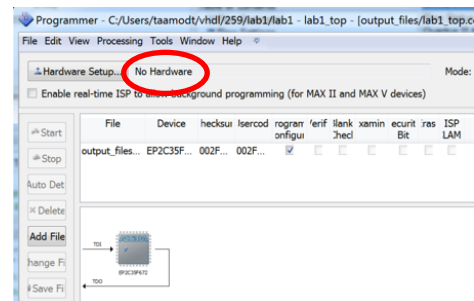 Programmer - C:/Users/taamodt/vhdl/259/lab1/lab1 - lab1_top - [output_files/lab1_top.c
File Edit View Processing Tools Window Help
Hardware Setup... No Hardware Mode:
Enable real-time ISP to allow background programming (for MAX II and MAX V devices)
Start
Stop
Auto Det
Delete
Add File
hange Fi
Save Fi
File Device hecksur Isercod rogram/ onfigur Verif lank Checl xamin ecurit Bit ras ISP LAM
output_files... EP2C35F... 002F... 002F...
TDI
EP2C35F672
TDO